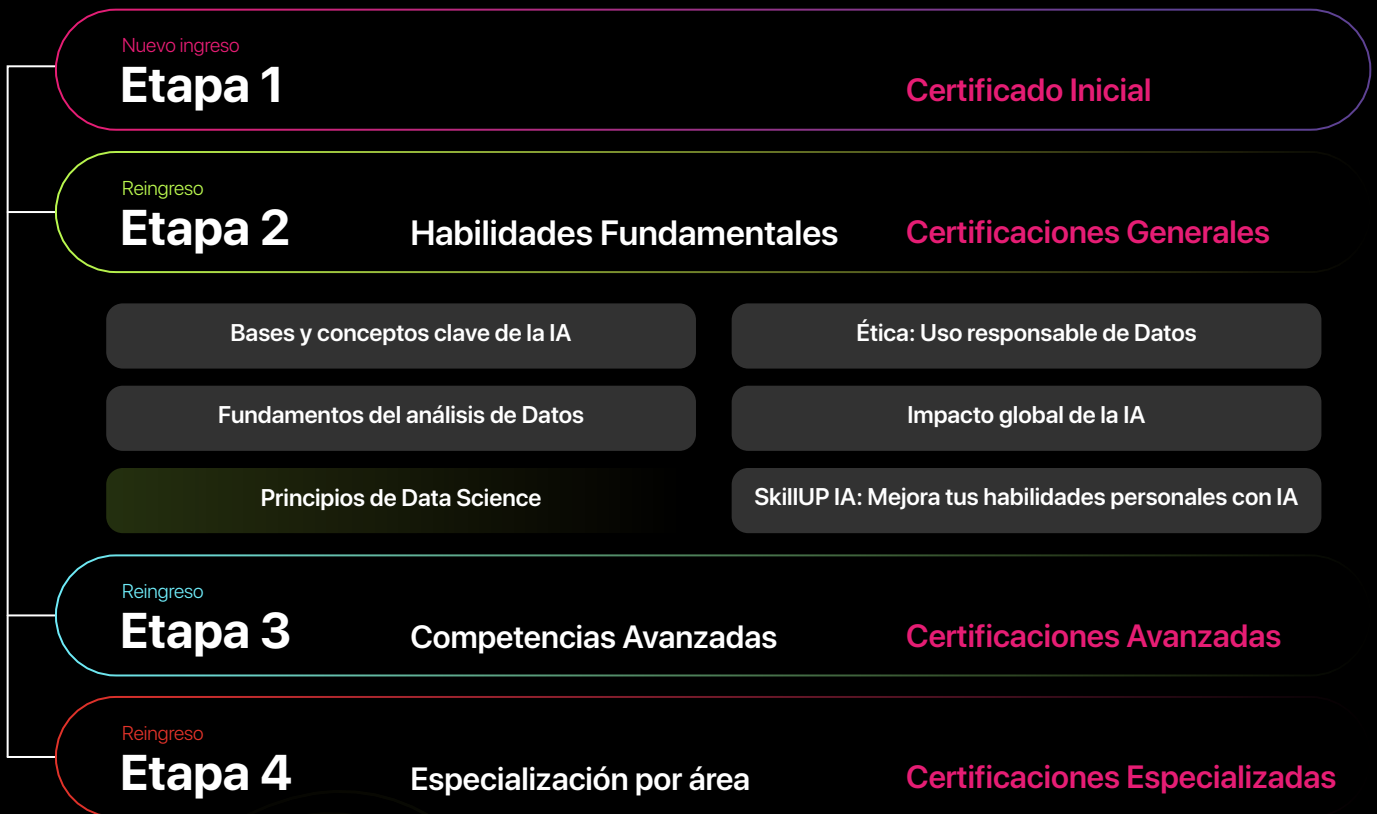 Nuevo ingreso
Etapa 1
Certificado Inicial
Reingreso
Etapa 2
Habilidades Fundamentales
Certificaciones Generales
Bases y conceptos clave de la IA
Ética: Uso responsable de Datos
Fundamentos del análisis de Datos
Impacto global de la IA
Principios de Data Science
SkillUP IA: Mejora tus habilidades personales con IA
Reingreso
Etapa 3
Competencias Avanzadas
Certificaciones Avanzadas
Reingreso
Etapa 4
Especialización por área
Certificaciones Especializadas